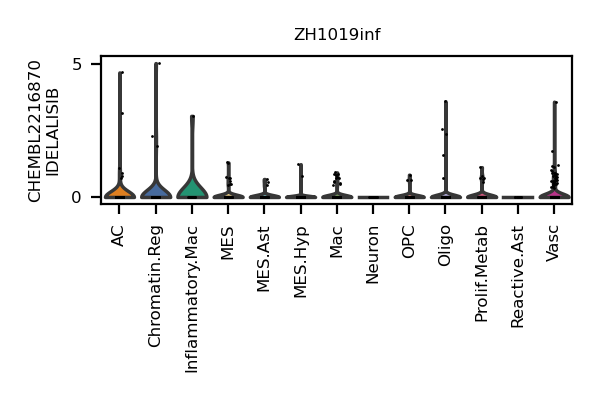 ZH1019inf
CHEMBL2216870
IDELALISIB
5
0
AC
Chromatin.Reg
Inflammatory.Mac
MES
MES.Ast
MES.Hyp
Mac
Neuron
OPC
Oligo
Prolif.Metab
Reactive.Ast
Vasc